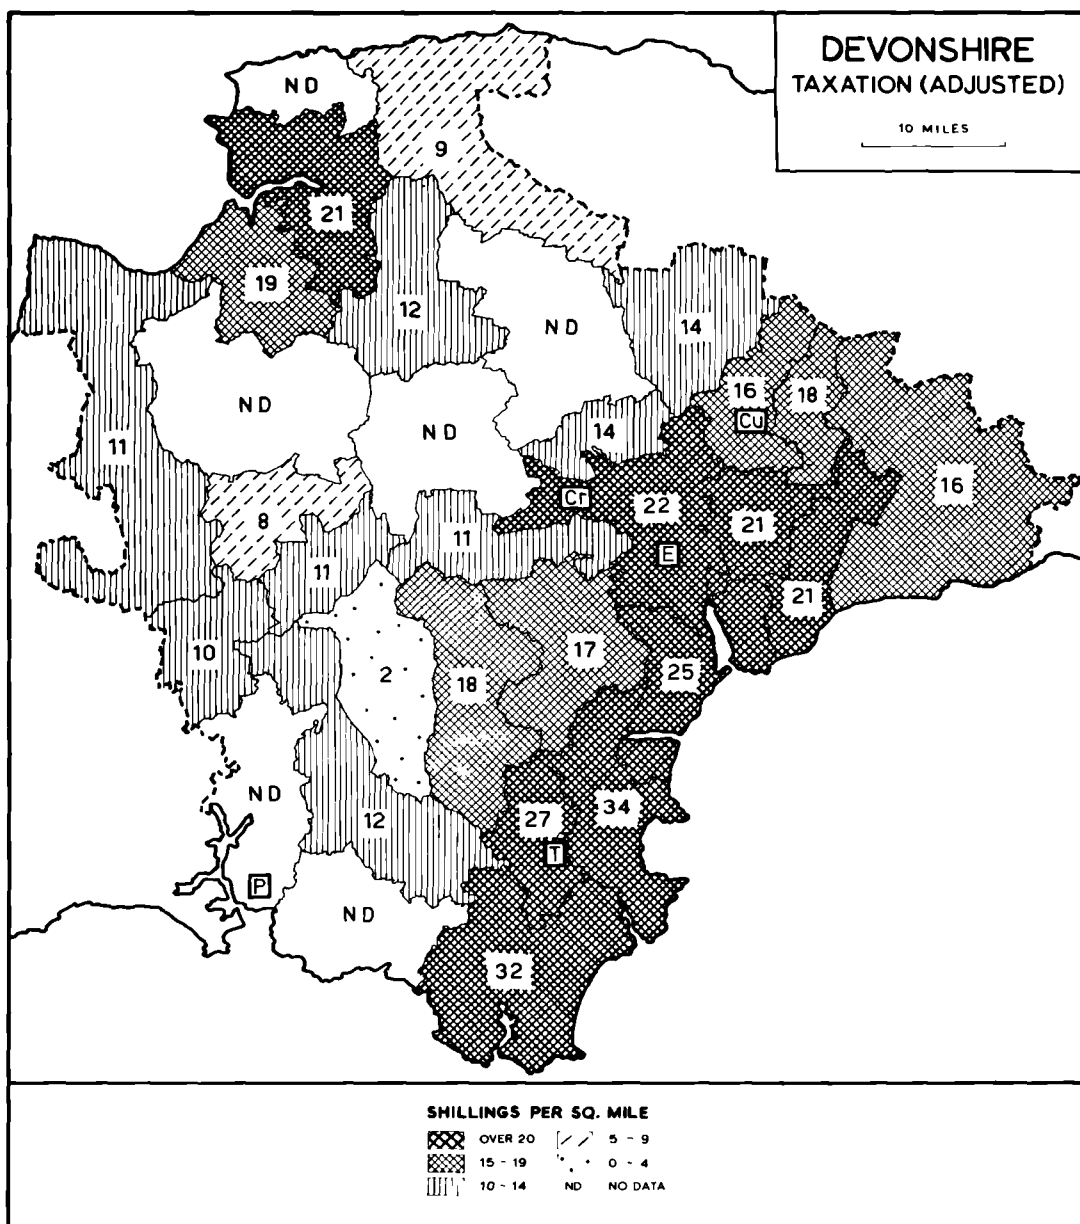 DEVONSHIRE
TAXATION (ADJUSTED)
10 MILES
ND
9
21
19
12
ND
14
16
18
Cu
ND
ND
14
11
16
8
Cr
22
21
11
11
E
21
10
2
18
17
25
ND
12
27
34
T
P
ND
32
SHILLINGS PER SQ. MILE
OVER 20 5 - 9
15 - 19 0 - 4
10 - 14 ND NO DATA